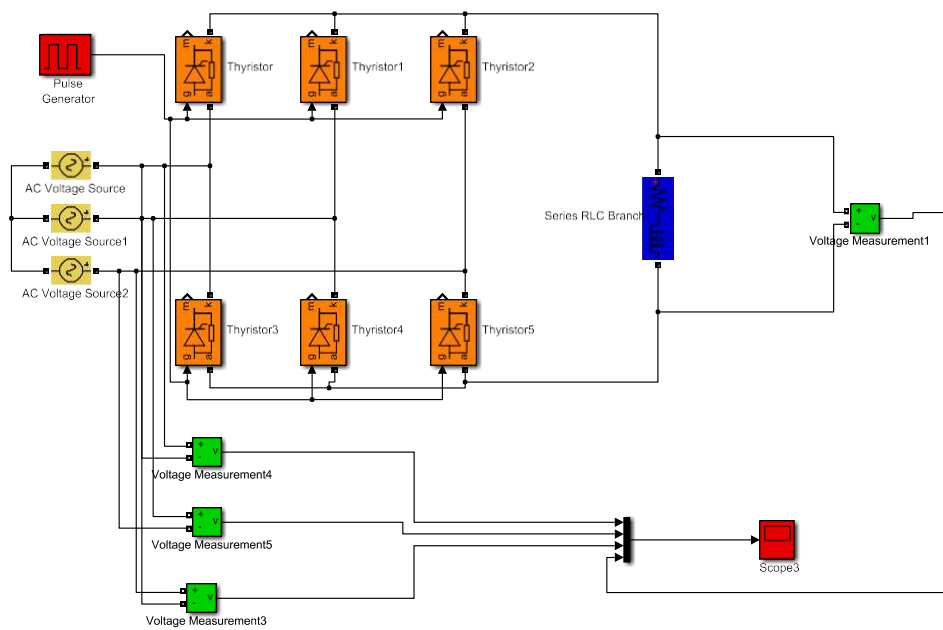 m
k
g
a
Thyristor
m
k
g
a
Thyristor1
m
k
g
a
Thyristor2
Pulse
Generator
+
AC Voltage Source
+
AC Voltage Source1
+
AC Voltage Source2
Series RLC Branch
+
-
v
Voltage Measurement1
m
k
g
a
Thyristor3
m
k
g
a
Thyristor4
m
k
g
a
Thyristor5
+
-
v
Voltage Measurement4
+
-
v
Voltage Measurement5
+
-
v
Voltage Measurement3
Scope3